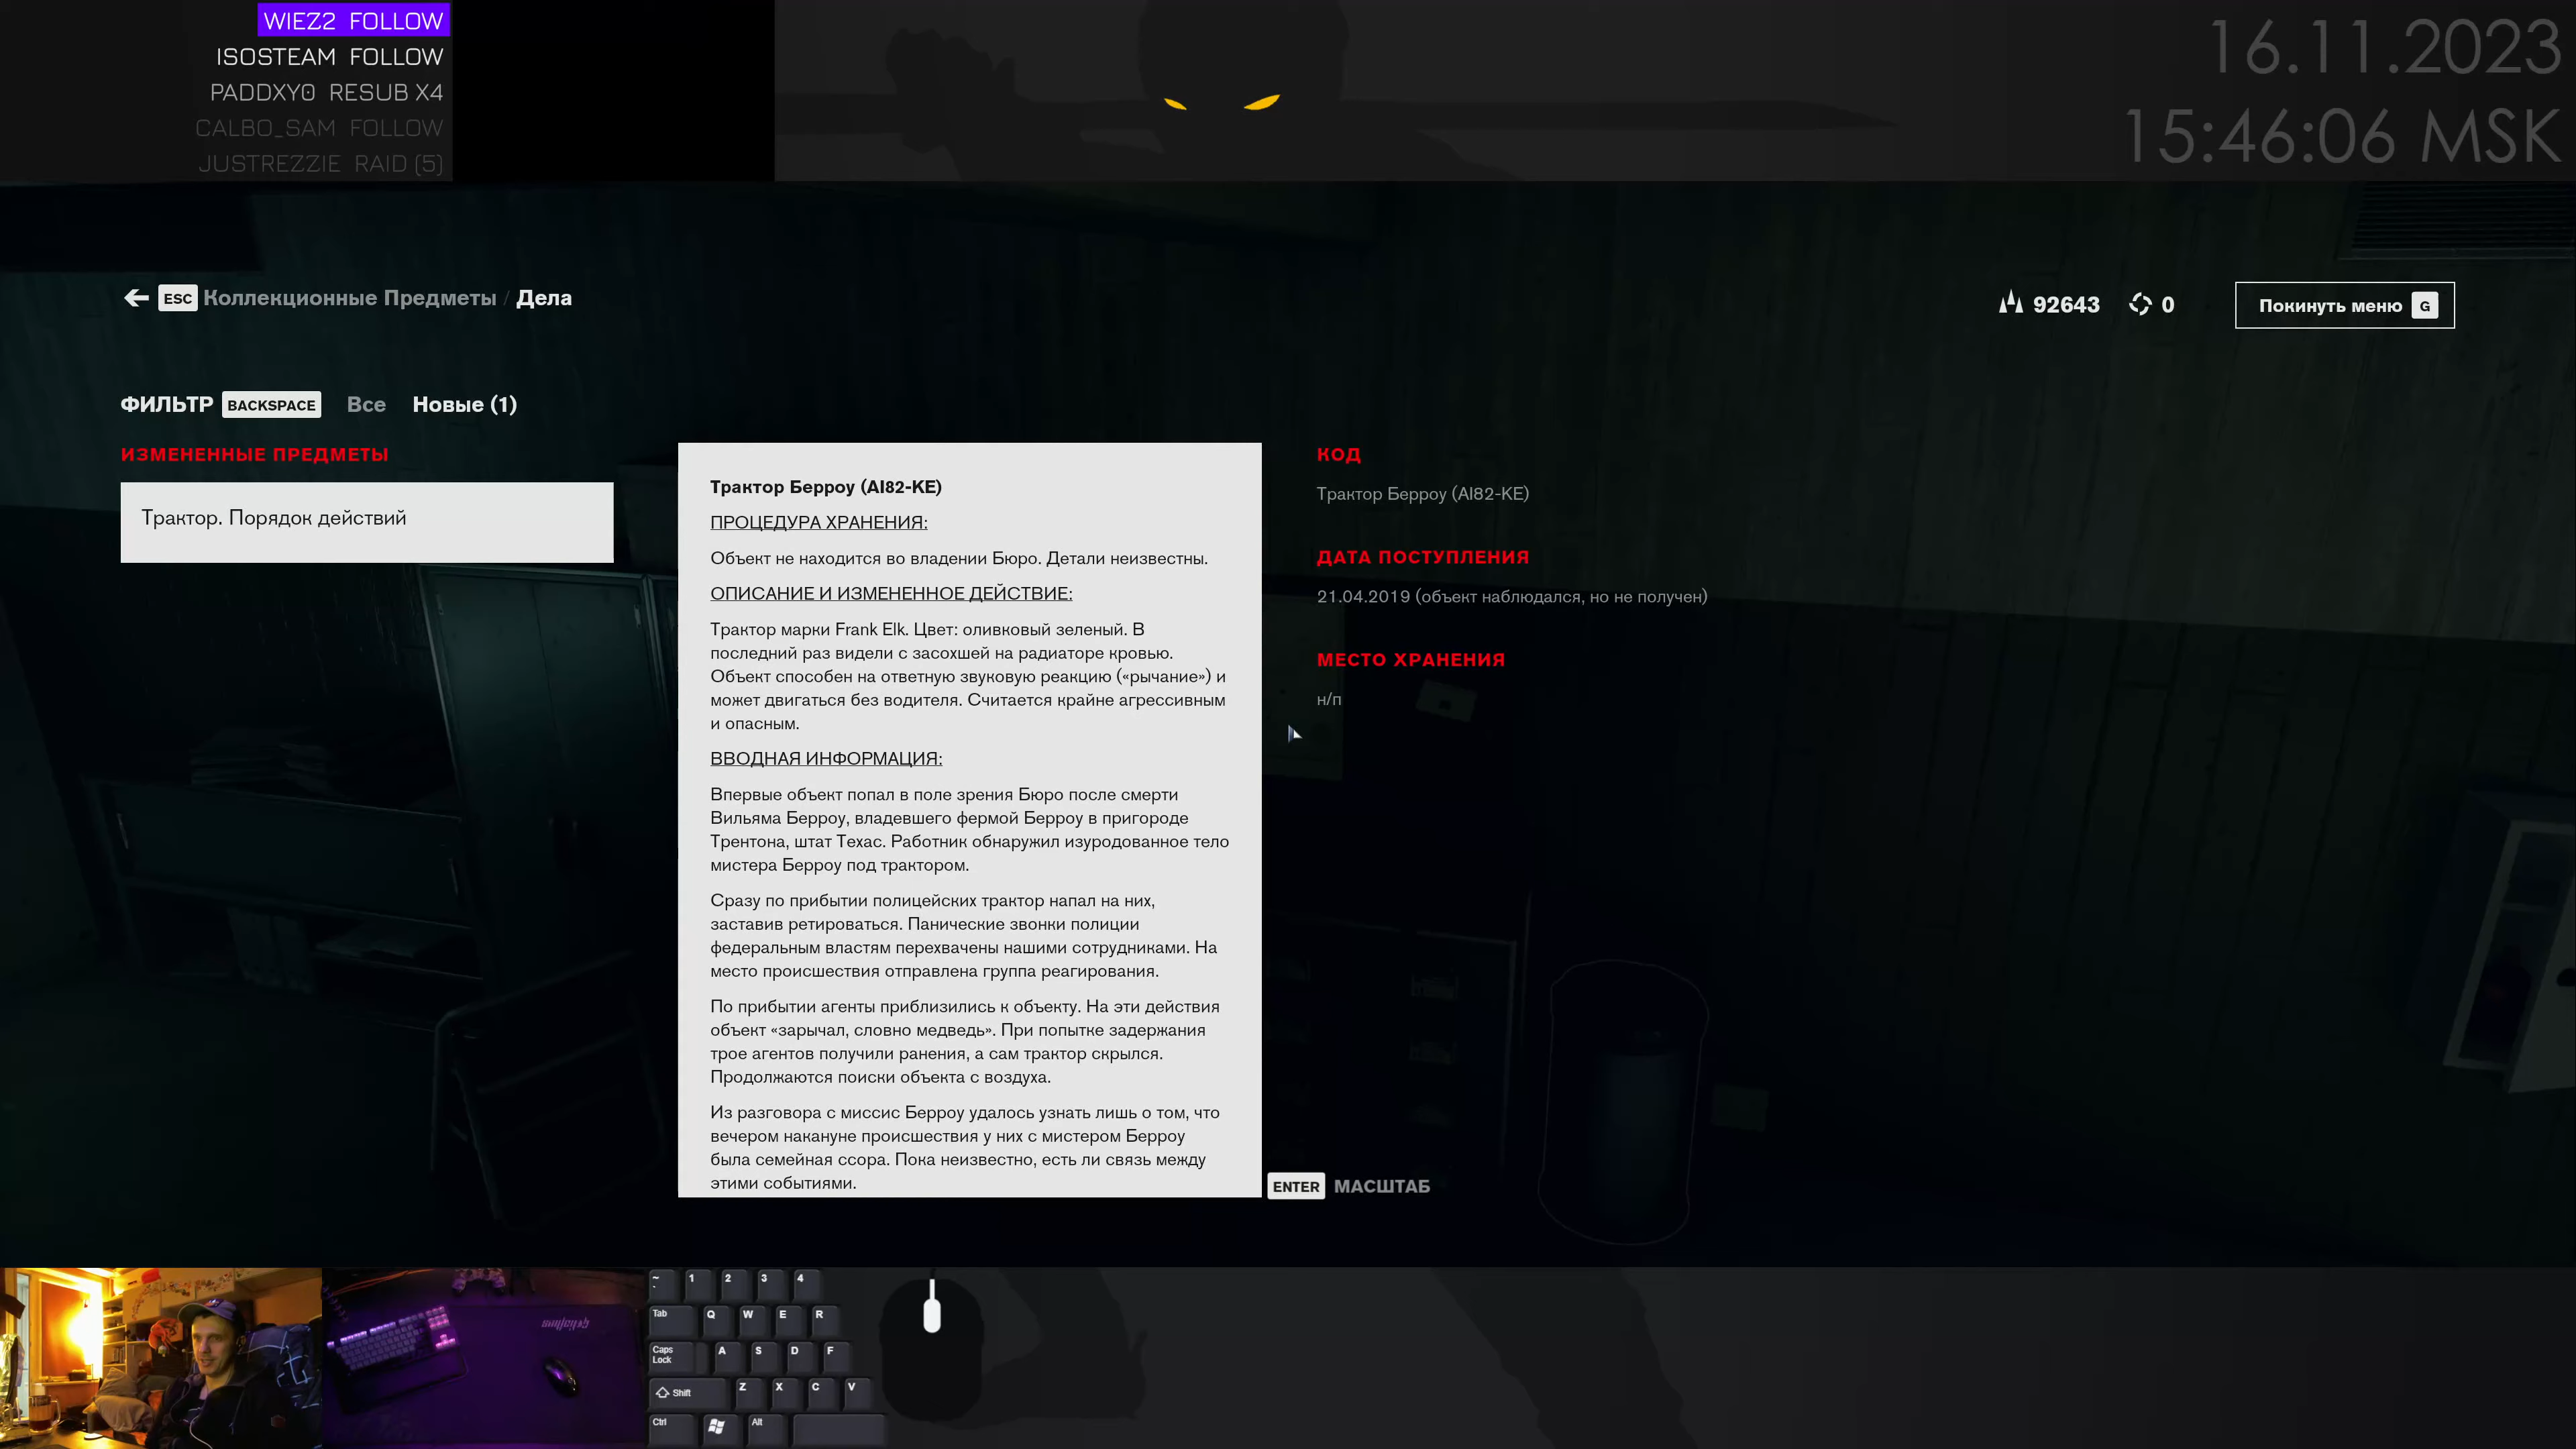 WIEZ2 FOLLOW
ISOSTEAM FOLLOW
PADDXY0 RESUB X4
CALBO_SAM FOLLOW
JUSTREZZIE RAID (5)
16.11.2023
15:46:06 MSK
ESC Коллекционные Предметы / Дела
92643 0
Покинуть меню G
ФИЛЬТР BACKSPACE Все Новые (1)
ИЗМЕНЕННЫЕ ПРЕДМЕТЫ
Трактор. Порядок действий
Трактор Берроу (AI82-KE)
ПРОЦЕДУРА ХРАНЕНИЯ:
Объект не находится во владении Бюро. Детали неизвестны.
ОПИСАНИЕ И ИЗМЕНЕННОЕ ДЕЙСТВИЕ:
Трактор марки Frank Elk. Цвет: оливковый зеленый. В
последний раз видели с засохшей на радиаторе кровью.
Объект способен на ответную звуковую реакцию («рычание») и
может двигаться без водителя. Считается крайне агрессивным
и опасным.
ВВОДНАЯ ИНФОРМАЦИЯ:
Впервые объект попал в поле зрения Бюро после смерти
Вильяма Берроу, владевшего фермой Берроу в пригороде
Трентона, штат Техас. Работник обнаружил изуродованное тело
мистера Берроу под трактором.
Сразу по прибытии полицейских трактор напал на них,
заставив ретироваться. Панические звонки полиции
федеральным властям перехвачены нашими сотрудниками. На
место происшествия отправлена группа реагирования.
По прибытии агенты приблизились к объекту. На эти действия
объект «зарычал, словно медведь». При попытке задержания
трое агентов получили ранения, а сам трактор скрылся.
Продолжаются поиски объекта с воздуха.
Из разговора с миссис Берроу удалось узнать лишь о том, что
вечером накануне происшествия у них с мистером Берроу
была семейная ссора. Пока неизвестно, есть ли связь между
этими событиями.
КОД
Трактор Берроу (AI82-KE)
ДАТА ПОСТУПЛЕНИЯ
21.04.2019 (объект наблюдался, но не получен)
МЕСТО ХРАНЕНИЯ
н/п
ENTER МАСШТАБ
~ 1 2 3 4
Tab Q W E R
Caps Lock A S D F
Shift Z X C V
Ctrl Alt